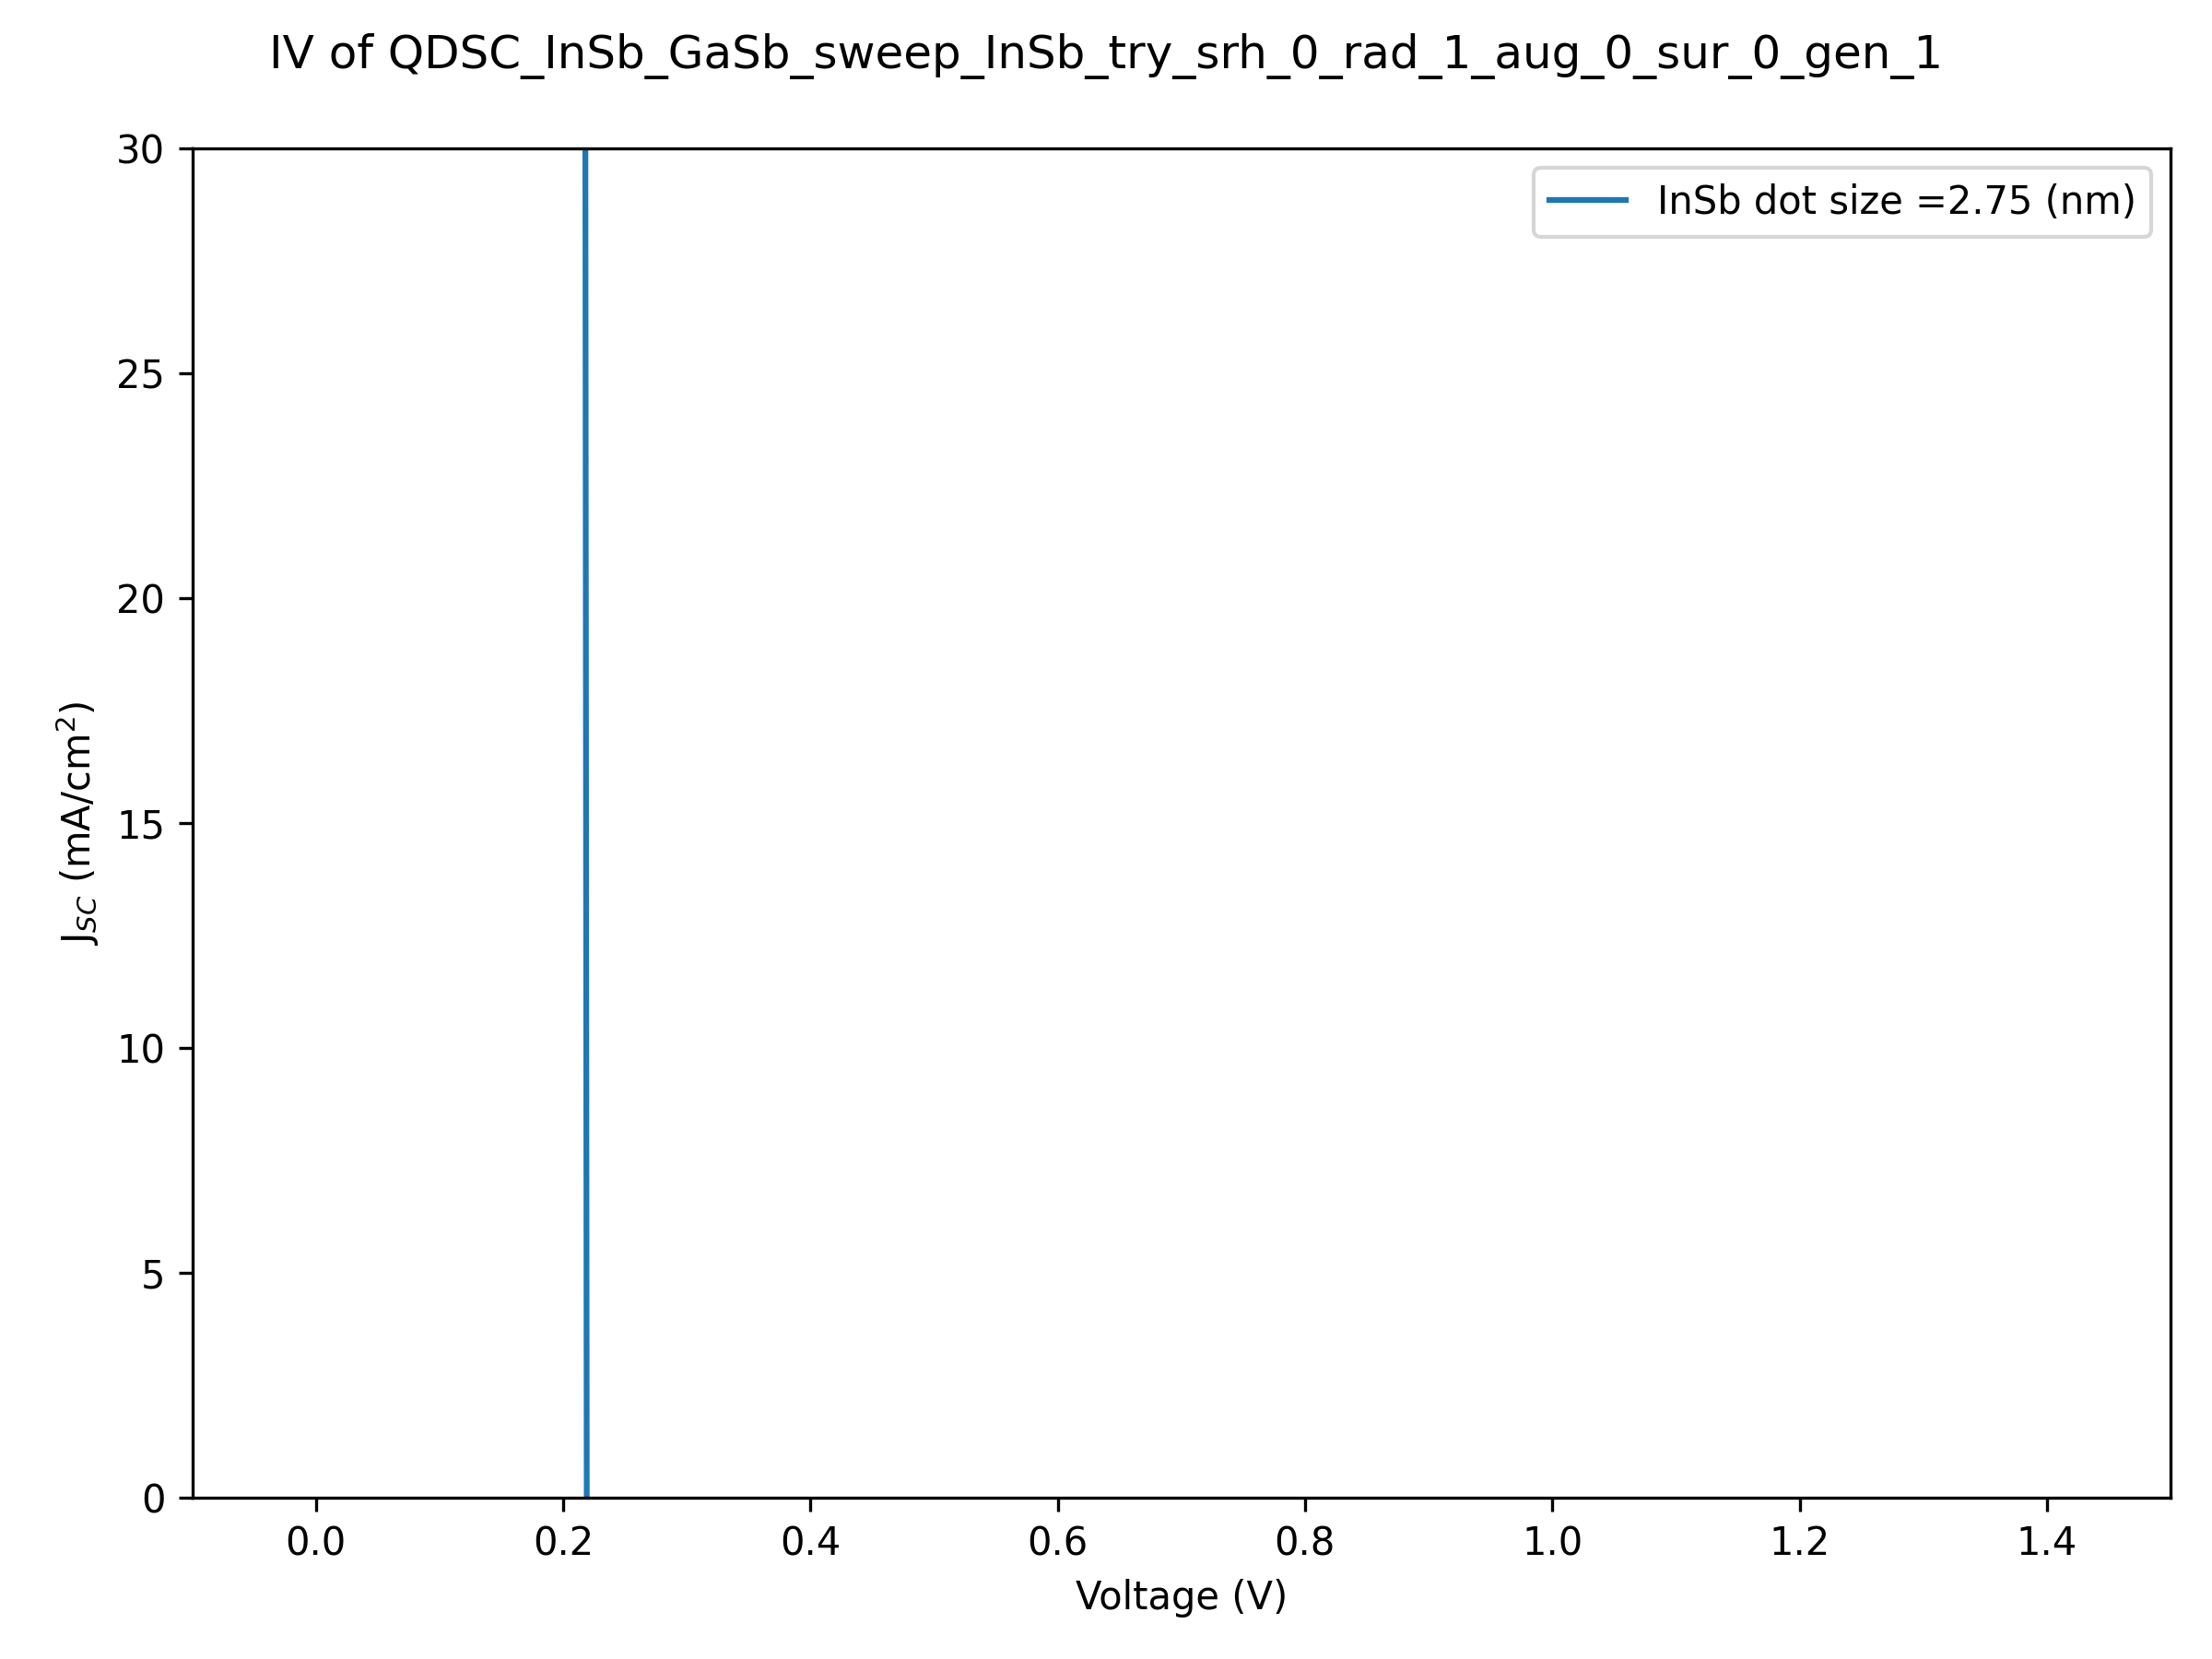 IV of QDSC_InSb_GaSb_sweep_InSb_try_srh_0_rad_1_aug_0_sur_0_gen_1
InSb dot size =2.75 (nm)
30
25
20
15
10
5
0
J_SC (mA/cm²)
0.0 0.2 0.4 0.6 0.8 1.0 1.2 1.4
Voltage (V)